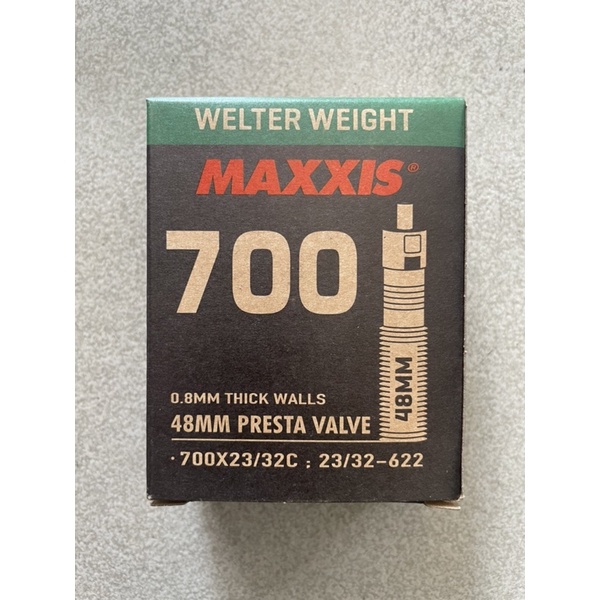 WELTER WEIGHT
MAXXIS®
700
48MM
0.8MM THICK WALLS
48MM PRESTA VALVE
·700X23/32C ; 23/32-622